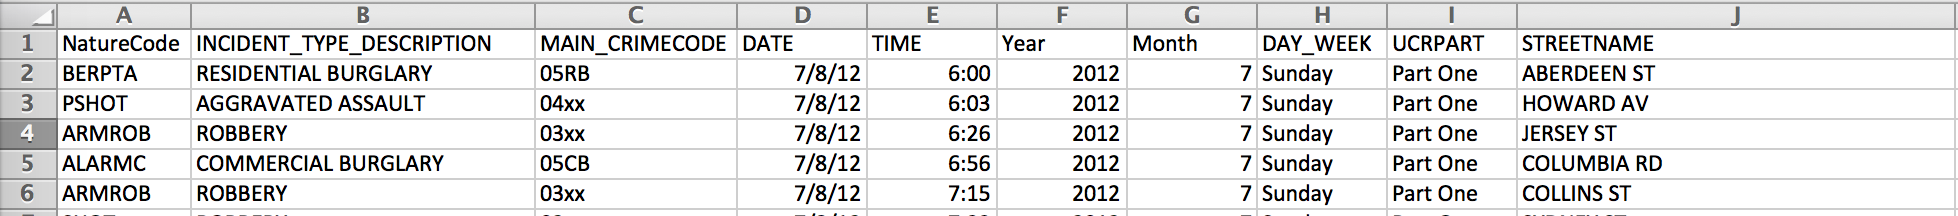 A B C D E F G H I J
1 NatureCode INCIDENT_TYPE_DESCRIPTION MAIN_CRIMECODE DATE TIME Year Month DAY_WEEK UCRPART STREETNAME
2 BERPTA RESIDENTIAL BURGLARY 05RB 7/8/12 6:00 2012 7 Sunday Part One ABERDEEN ST
3 PSHOT AGGRAVATED ASSAULT 04xx 7/8/12 6:03 2012 7 Sunday Part One HOWARD AV
4 ARMROB ROBBERY 03xx 7/8/12 6:26 2012 7 Sunday Part One JERSEY ST
5 ALARMC COMMERCIAL BURGLARY 05CB 7/8/12 6:56 2012 7 Sunday Part One COLUMBIA RD
6 ARMROB ROBBERY 03xx 7/8/12 7:15 2012 7 Sunday Part One COLLINS ST